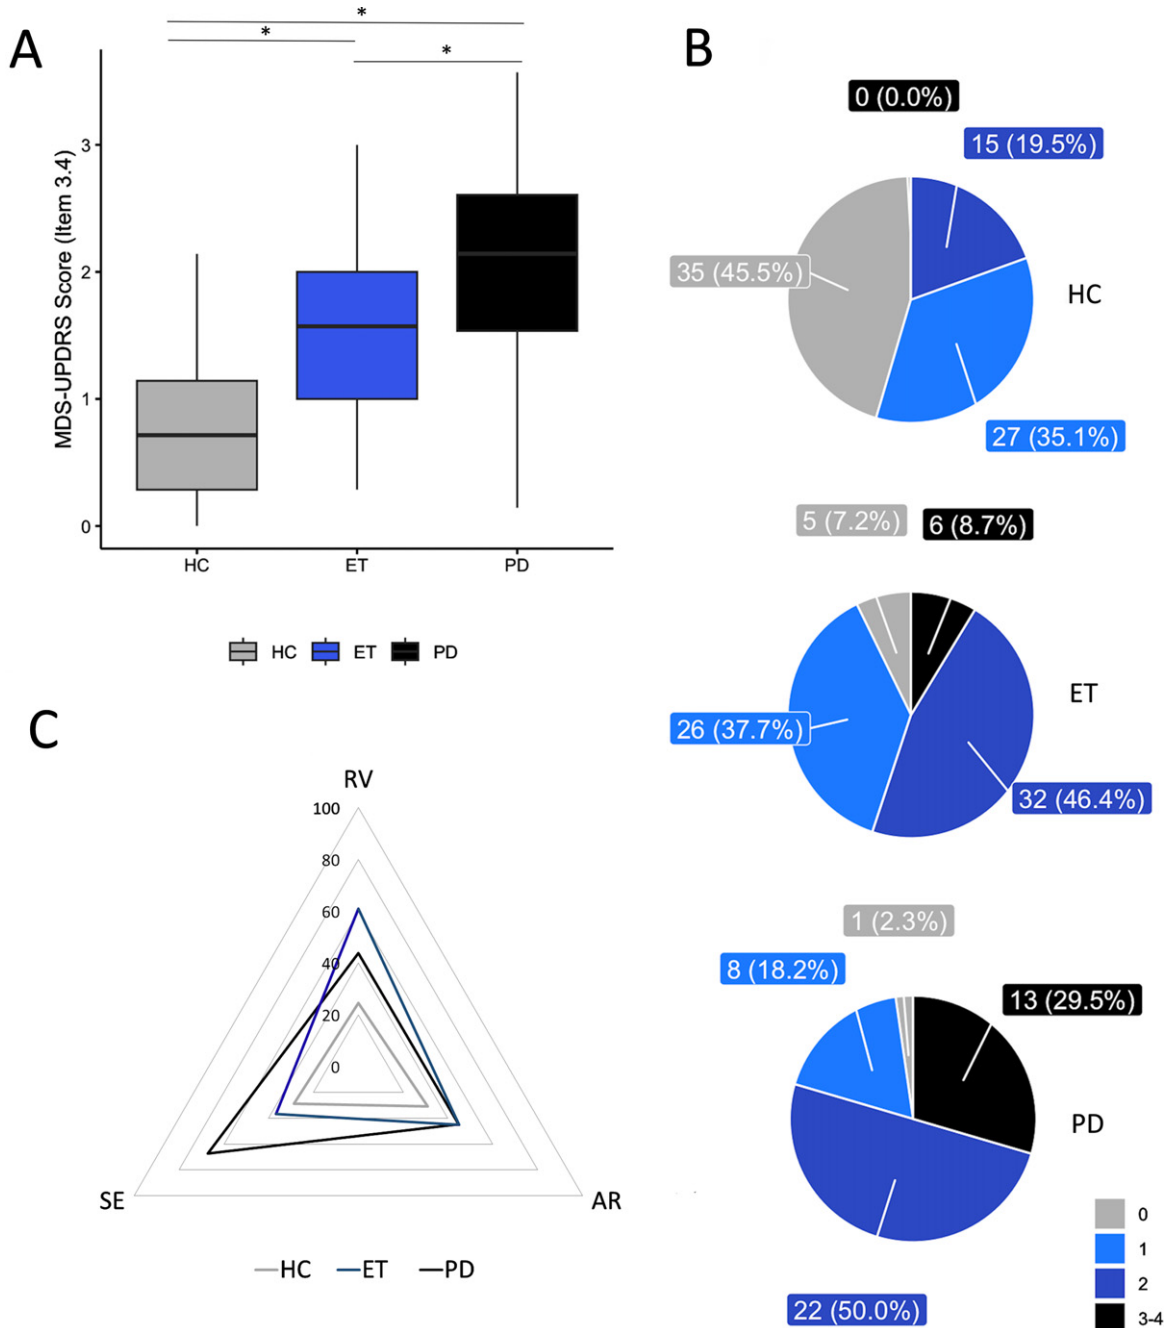 A
*
*
*
MDS-UPDRS Score (Item 3.4)
3
2
1
0
HC
ET
PD
HC ET PD
B
0 (0.0%)
15 (19.5%)
35 (45.5%)
HC
27 (35.1%)
5 (7.2%)
6 (8.7%)
ET
26 (37.7%)
32 (46.4%)
1 (2.3%)
8 (18.2%)
13 (29.5%)
PD
22 (50.0%)
0
1
2
3-4
C
RV
100
80
60
40
20
0
SE
AR
HC ET PD